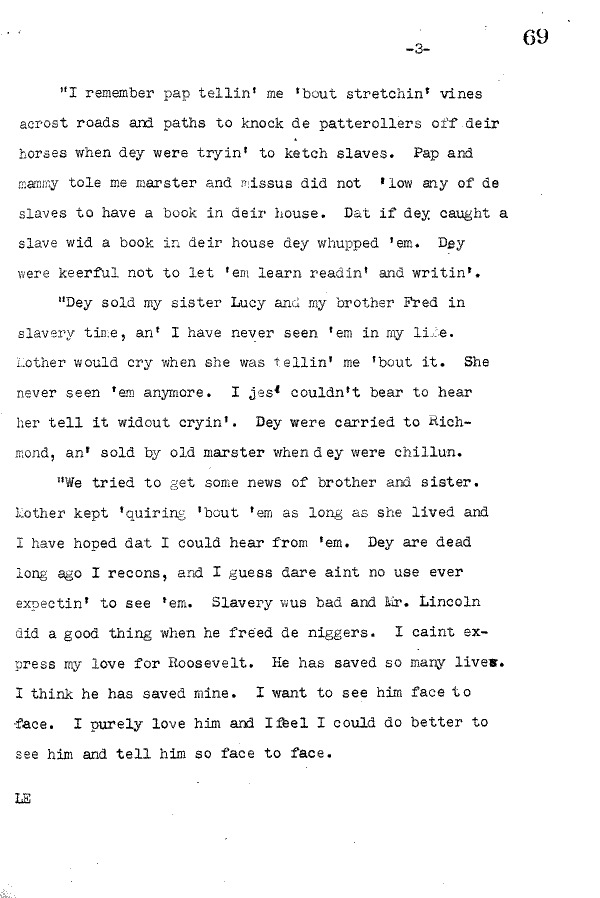 69
-3-
"I remember pap tellin' me 'bout stretchin' vines
acrost roads and paths to knock de patterollers off deir
horses when dey were tryin' to ketch slaves. Pap and
mammy tole me marster and missus did not 'low any of de
slaves to have a book in deir house. Dat if dey caught a
slave wid a book in deir house dey whupped 'em. Dey
were keerful not to let 'em learn readin' and writin'.
"Dey sold my sister Lucy and my brother Fred in
slavery time, an' I have never seen 'em in my life.
Mother would cry when she was tellin' me 'bout it. She
never seen 'em anymore. I jes' couldn't bear to hear
her tell it widout cryin'. Dey were carried to Rich-
mond, an' sold by old marster when dey were chillun.
"We tried to get some news of brother and sister.
Mother kept 'quiring 'bout 'em as long as she lived and
I have hoped dat I could hear from 'em. Dey are dead
long ago I recons, and I guess dare aint no use ever
expectin' to see 'em. Slavery wus bad and Mr. Lincoln
did a good thing when he freed de niggers. I caint ex-
press my love for Roosevelt. He has saved so many lives.
I think he has saved mine. I want to see him face to
face. I purely love him and I feel I could do better to
see him and tell him so face to face.
LE